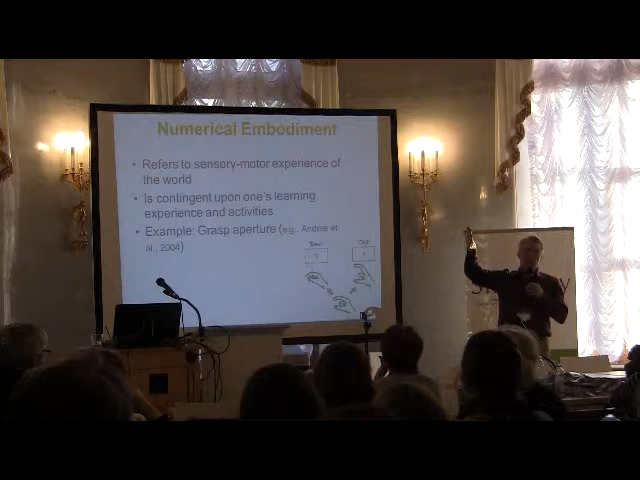 Numerical Embodiment
• Refers to sensory-motor experience of
the world
• Is contingent upon one's learning
experience and activities
• Example: Grasp aperture (e.g., Andres et
al., 2004)